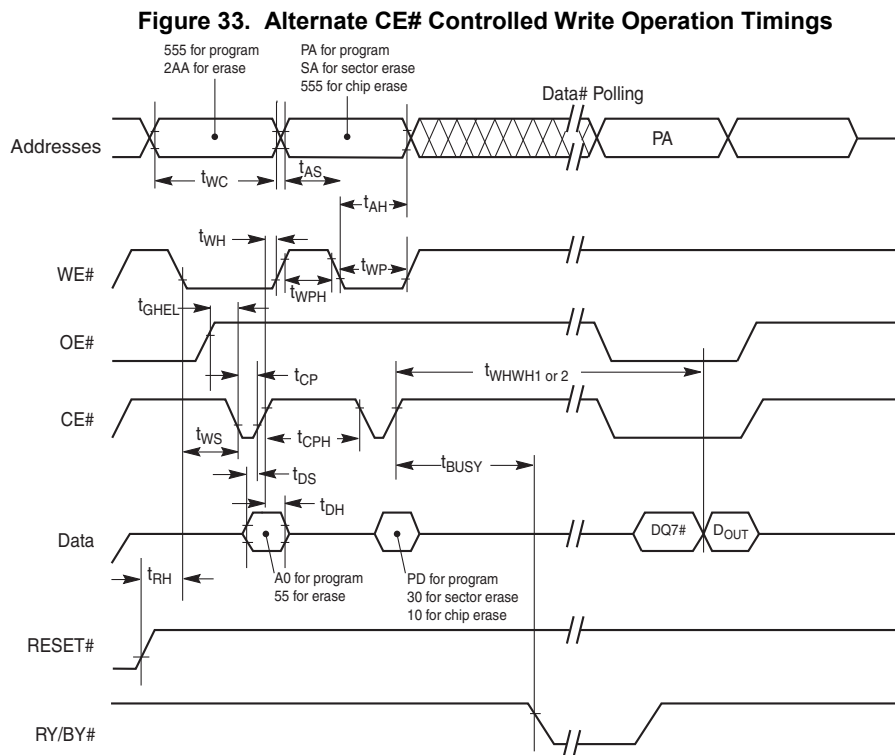 Figure 33. Alternate CE# Controlled Write Operation Timings
555 for program
2AA for erase
PA for program
SA for sector erase
555 for chip erase
Data# Polling
Addresses
PA
tWC
tAS
tAH
tWH
tWP
WE#
tWPH
tGHEL
OE#
tCP
tWHWH1 or 2
CE#
tWS
tCPH
tBUSY
tDS
tDH
Data
DQ7#
DOUT
tRH
A0 for program
55 for erase
PD for program
30 for sector erase
10 for chip erase
RESET#
RY/BY#